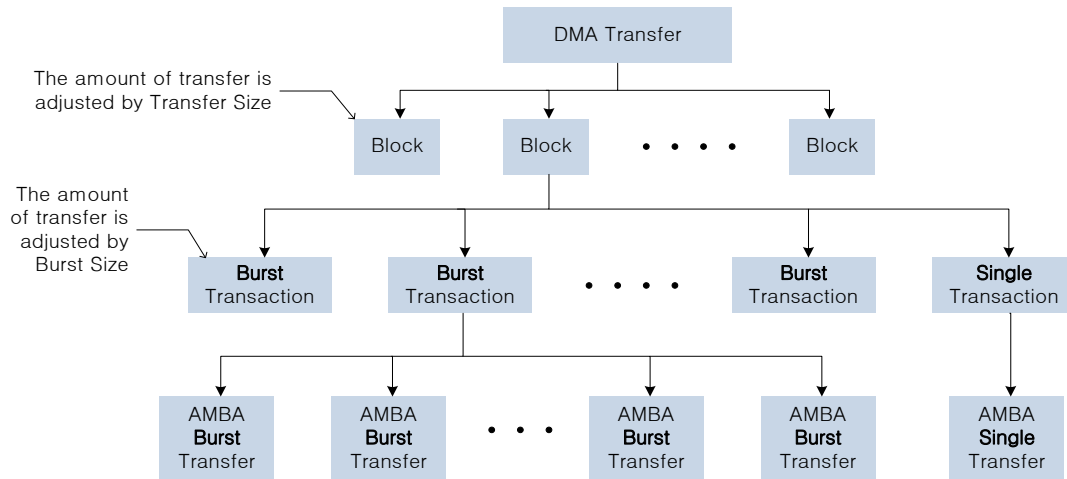 DMA Transfer
The amount of transfer is
adjusted by Transfer Size
Block
Block
Block
The amount
of transfer is
adjusted by
Burst Size
Burst
Transaction
Burst
Transaction
Burst
Transaction
Single
Transaction
AMBA
Burst
Transfer
AMBA
Burst
Transfer
AMBA
Burst
Transfer
AMBA
Burst
Transfer
AMBA
Single
Transfer